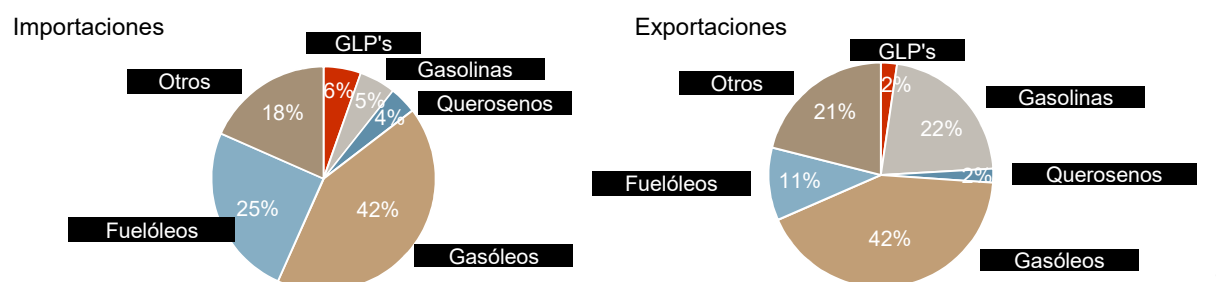 Importaciones
GLP's
Gasolinas
Otros
Querosenos
6%
5%
4%
18%
25%
42%
Fuelóleos
Gasóleos
Exportaciones
GLP's
Otros
Gasolinas
2%
21%
22%
Querosenos
2%
Fuelóleos
11%
42%
Gasóleos